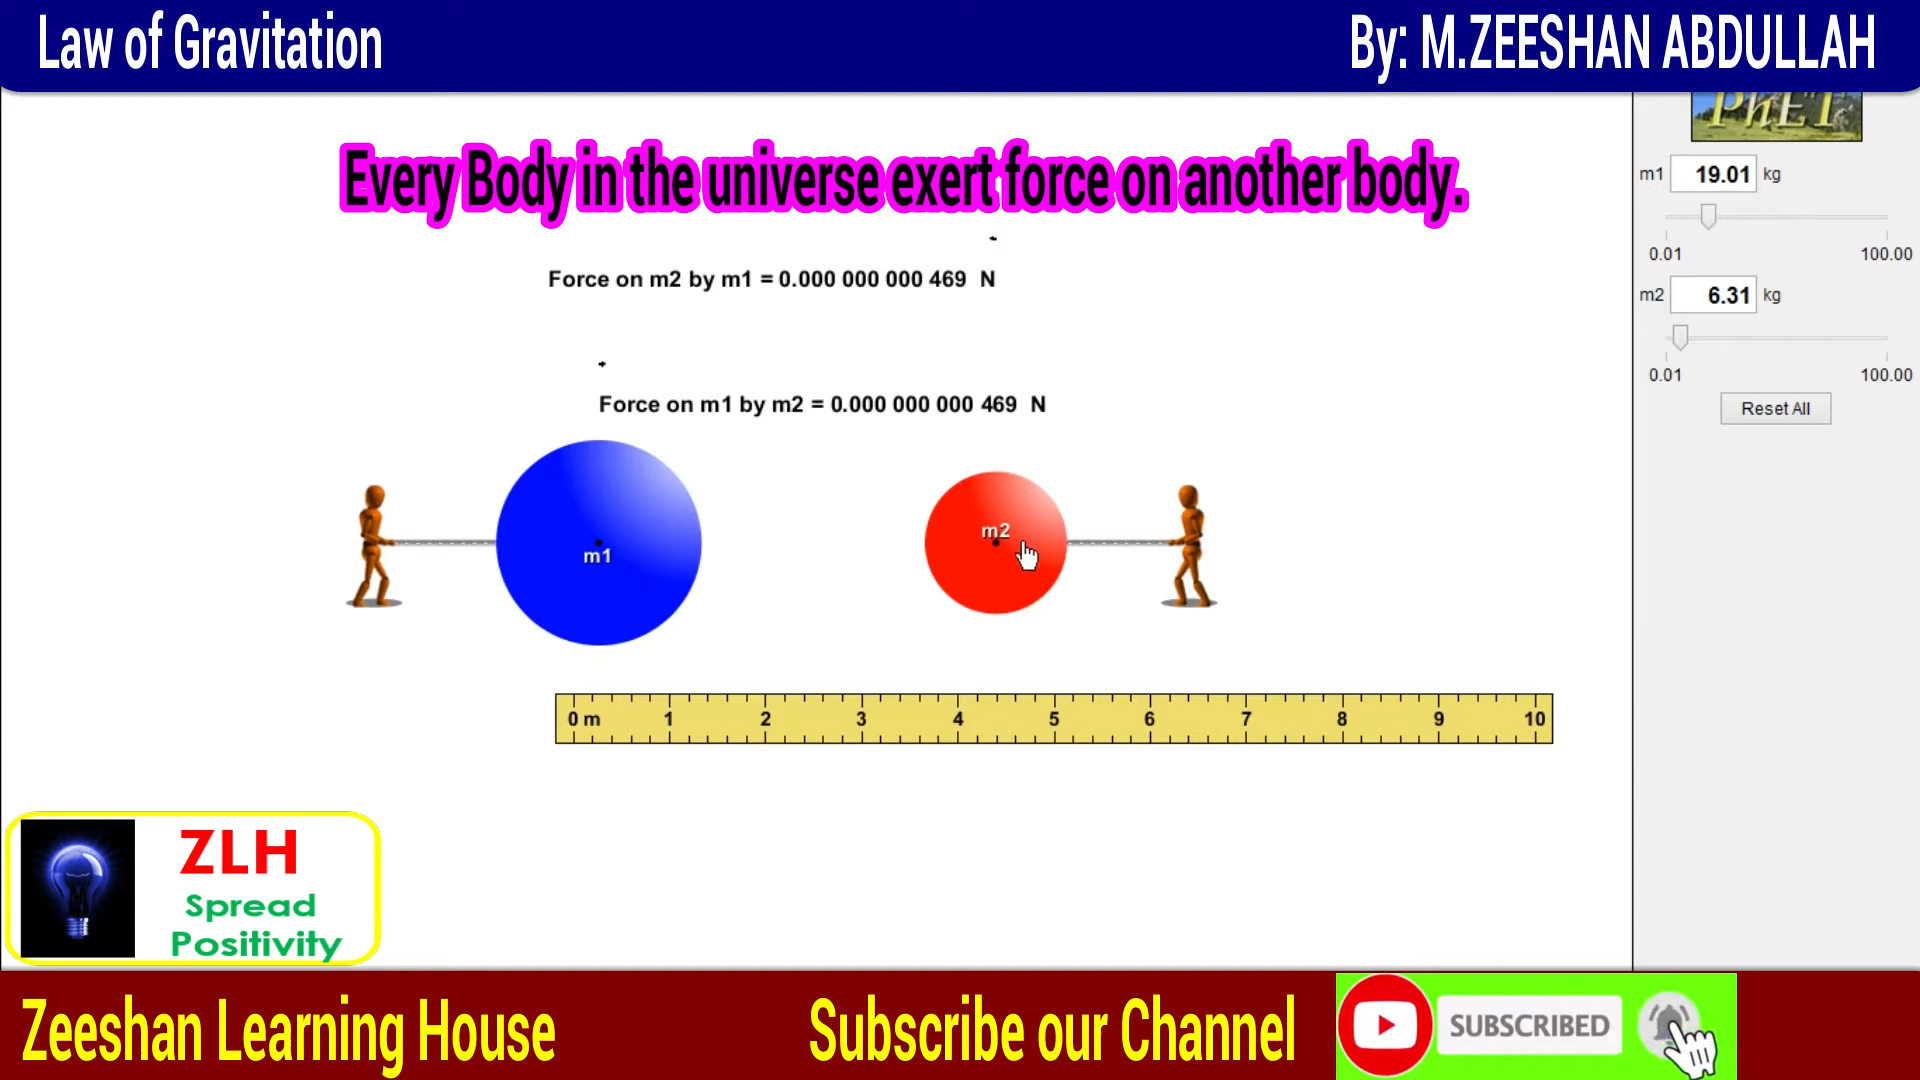 Law of Gravitation
By: M.ZEESHAN ABDULLAH
PhET
Every Body in the universe exert force on another body.
m1 19.01 kg
0.01 100.00
m2 6.31 kg
0.01 100.00
Reset All
Force on m2 by m1 = 0.000 000 000 469 N
Force on m1 by m2 = 0.000 000 000 469 N
m1
m2
0 m 1 2 3 4 5 6 7 8 9 10
ZLH
Spread
Positivity
Zeeshan Learning House
Subscribe our Channel
SUBSCRIBED